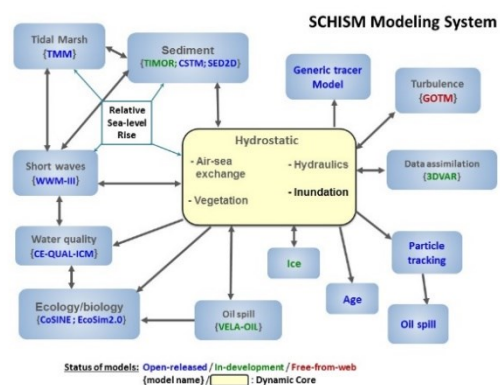 SCHISM Modeling System
Tidal Marsh
{TMM}
Sediment
{TIMOR; CSTM; SED2D}
Generic tracer
Model
Turbulence
{GOTM}
Relative
Sea-level
Rise
Hydrostatic
- Air-sea
exchange
- Hydraulics
- Vegetation
- Inundation
Data assimilation
{3DVAR}
Short waves
{WWM-III}
Water quality
{CE-QUAL-ICM}
Particle
tracking
Ice
Age
Oil spill
Ecology/biology
{CoSINE; EcoSim2.0}
Oil spill
{VELA-OIL}
Status of models: Open-released / In-development / Free-from-web
{model name} / : Dynamic Core